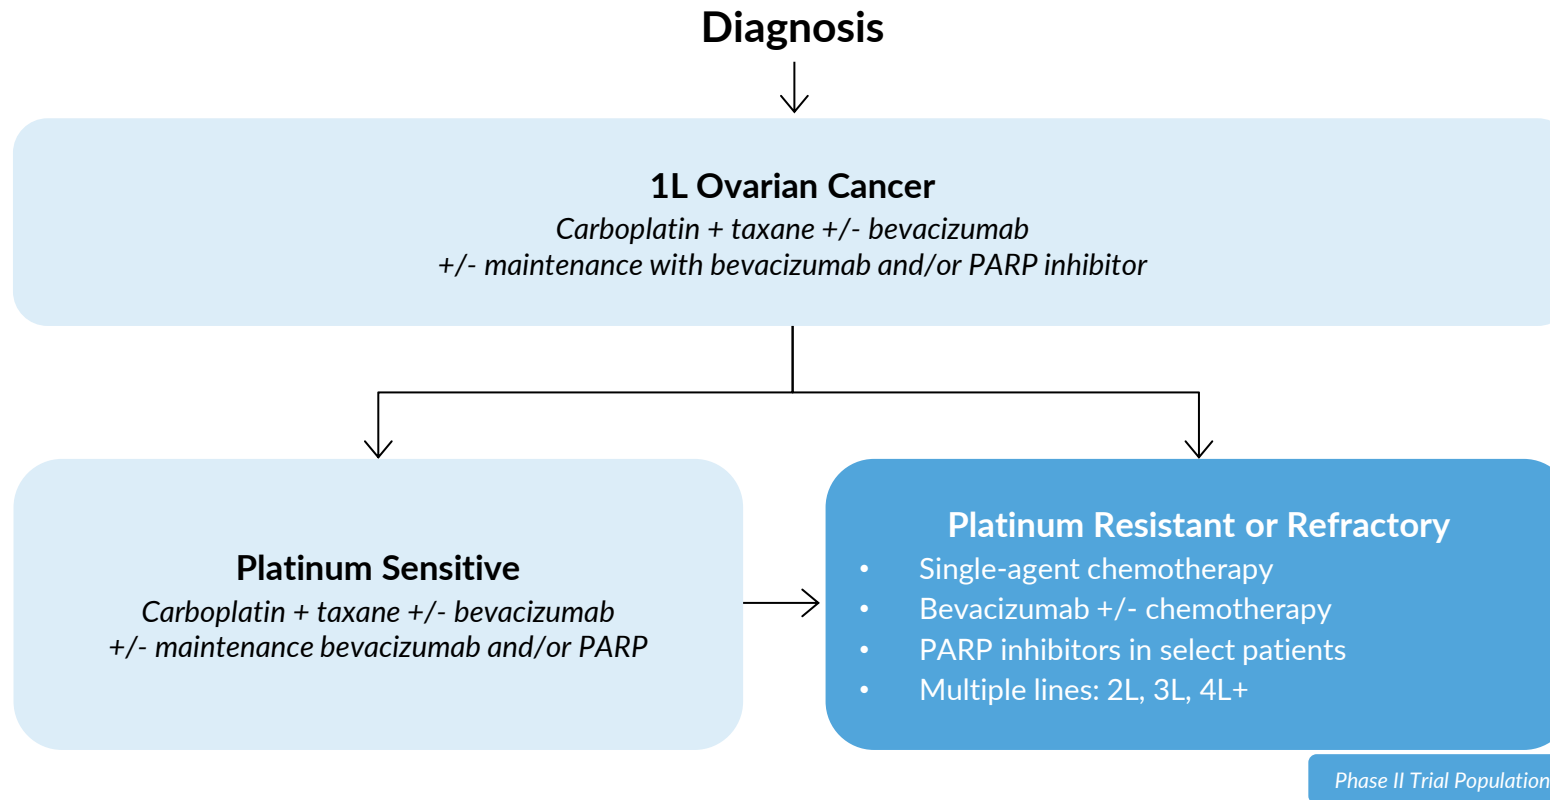 Diagnosis
1L Ovarian Cancer
Carboplatin + taxane +/- bevacizumab
+/- maintenance with bevacizumab and/or PARP inhibitor
Platinum Sensitive
Carboplatin + taxane +/- bevacizumab
+/- maintenance bevacizumab and/or PARP
Platinum Resistant or Refractory
• Single-agent chemotherapy
• Bevacizumab +/- chemotherapy
• PARP inhibitors in select patients
• Multiple lines: 2L, 3L, 4L+
Phase II Trial Population